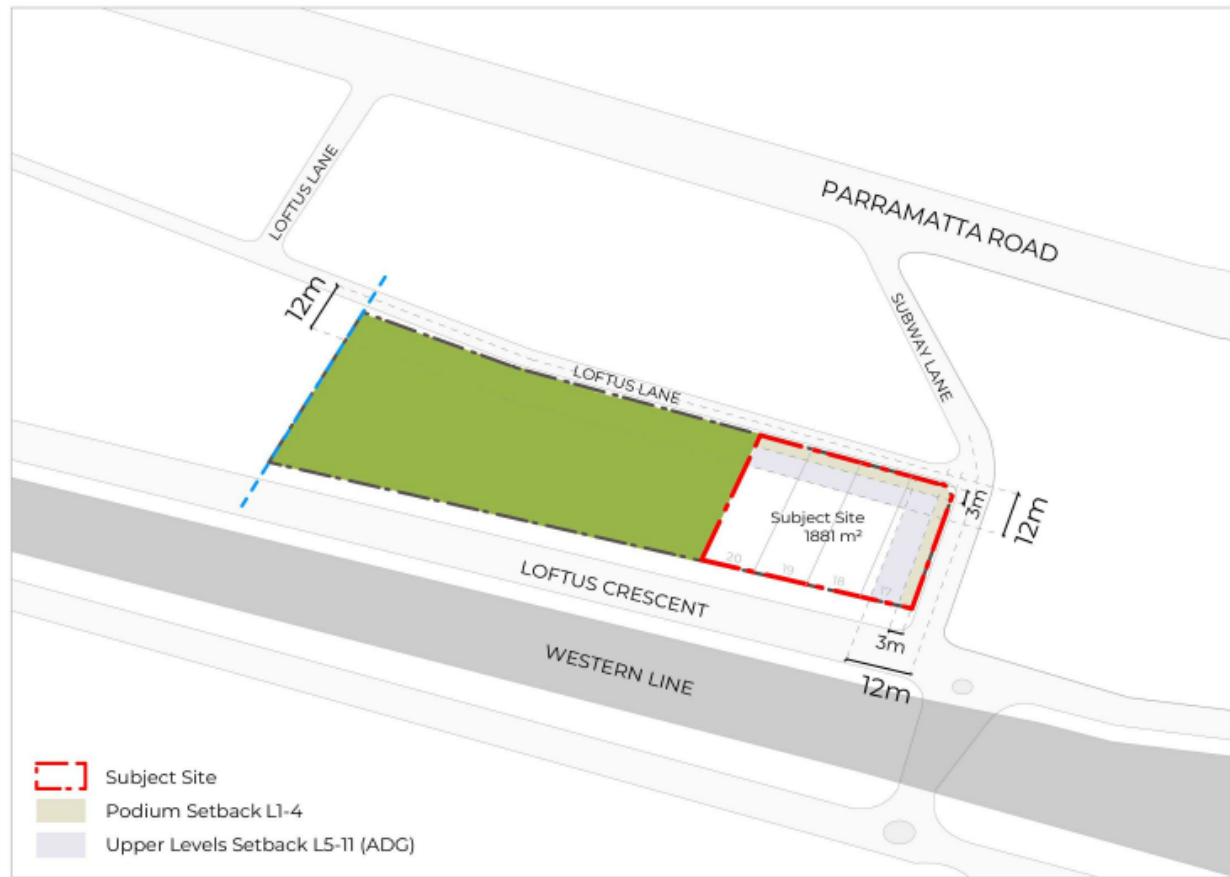 LOFTUS LANE
PARRAMATTA ROAD
12m
SUBWAY LANE
LOFTUS LANE
3m
12m
Subject Site
1881 m²
20
19
18
17
LOFTUS CRESCENT
3m
12m
WESTERN LINE
Subject Site
Podium Setback L1-4
Upper Levels Setback L5-11 (ADG)